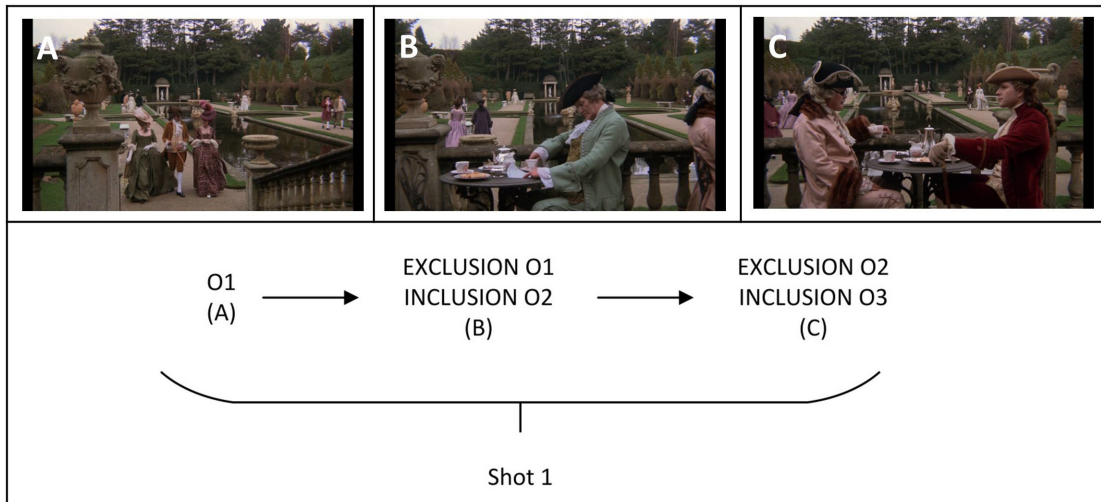 A
B
C
O1
(A)
EXCLUSION O1
INCLUSION O2
(B)
EXCLUSION O2
INCLUSION O3
(C)
Shot 1